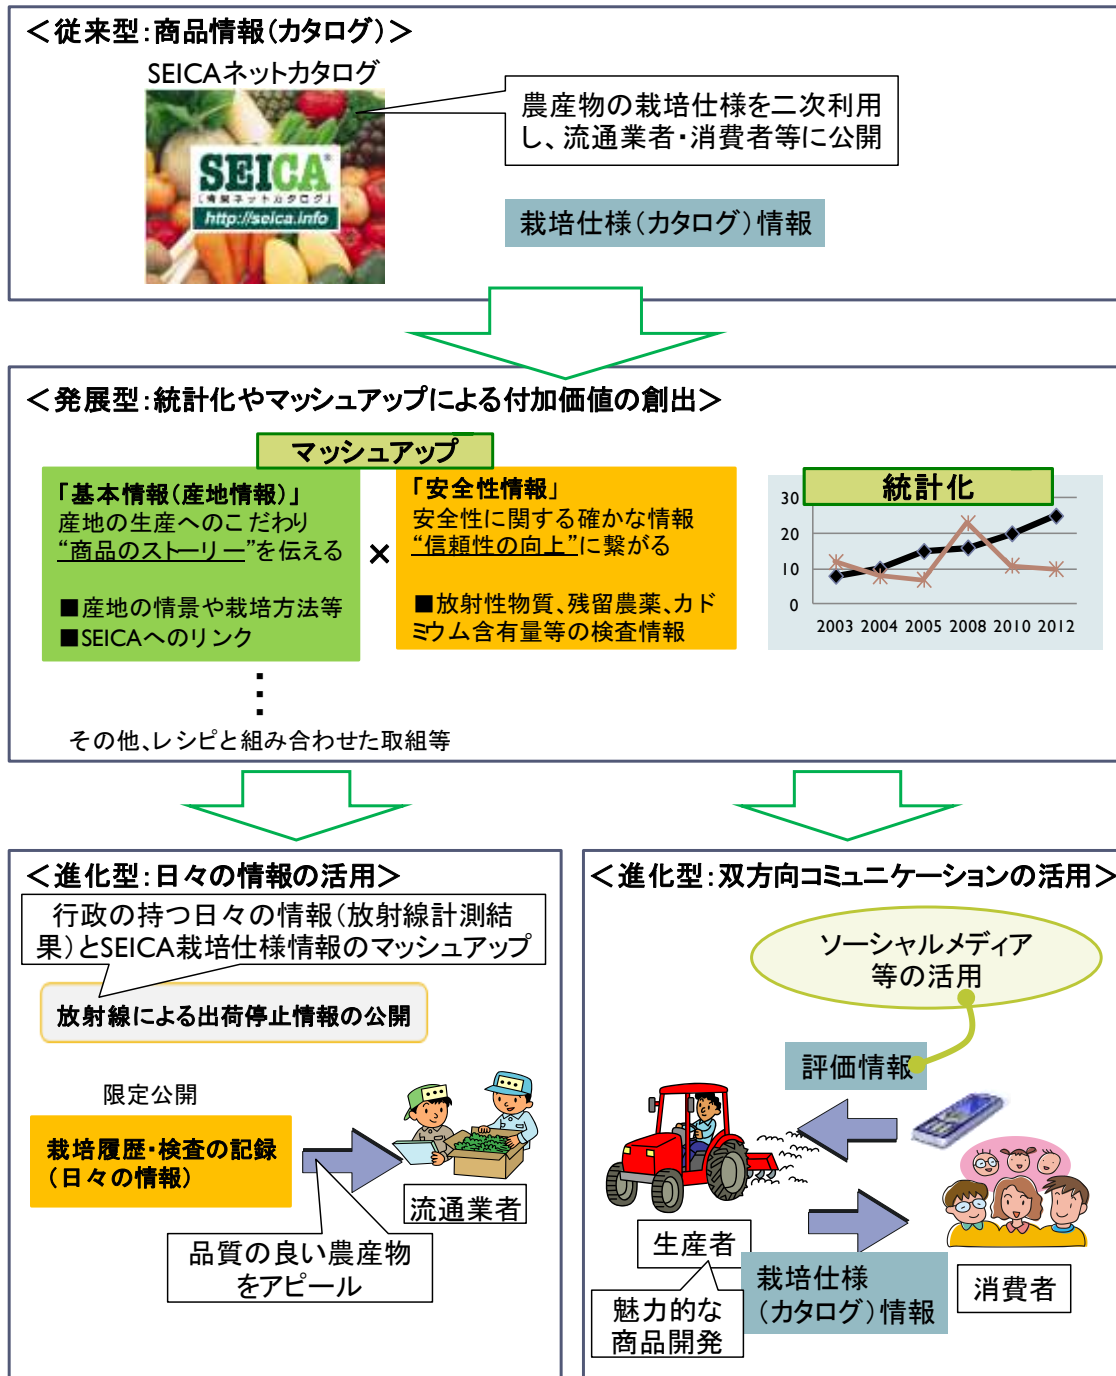 ＜従来型：商品情報（カタログ）＞
SEICAネットカタログ
SEICA
［青果ネットカタログ］
http://seica.info
農産物の栽培仕様を二次利用
し、流通業者・消費者等に公開
栽培仕様（カタログ）情報
＜発展型：統計化やマッシュアップによる付加価値の創出＞
マッシュアップ
「基本情報（産地情報）」
産地の生産へのこだわり
“商品のストーリー”を伝える
■産地の情景や栽培方法等
■SEICAへのリンク
×
「安全性情報」
安全性に関する確かな情報
“信頼性の向上”に繋がる
■放射性物質、残留農薬、カド
ミウム含有量等の検査情報
統計化
30
20
10
0
2003 2004 2005 2008 2010 2012
その他、レシピと組み合わせた取組等
＜進化型：日々の情報の活用＞
行政の持つ日々の情報（放射線計測結
果）とSEICA栽培仕様情報のマッシュアップ
放射線による出荷停止情報の公開
限定公開
栽培履歴・検査の記録
（日々の情報）
流通業者
品質の良い農産物
をアピール
＜進化型：双方向コミュニケーションの活用＞
ソーシャルメディア
等の活用
評価情報
生産者
魅力的な
商品開発
栽培仕様
（カタログ）情報
消費者